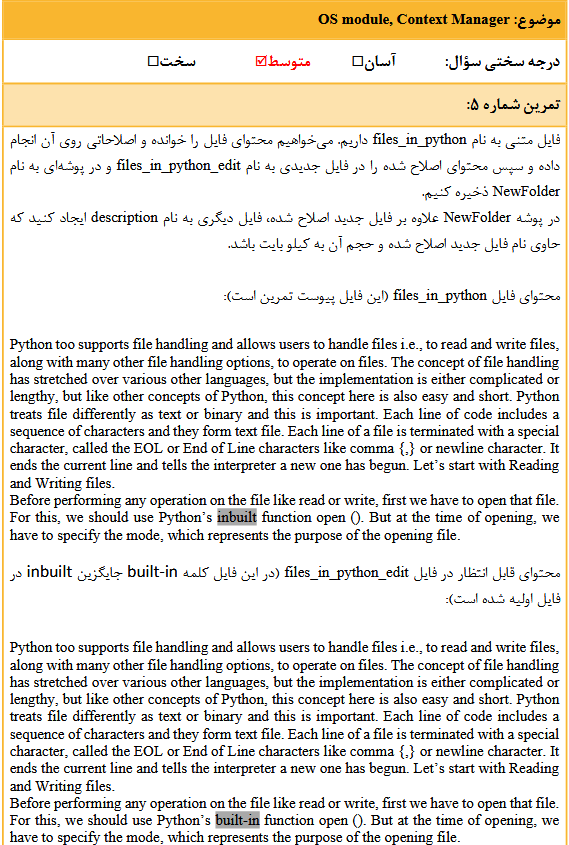 موضوع: OS module, Context Manager
درجه سختی سؤال: آسان☐ متوسط☑ سخت☐
تمرین شماره ۵:
فایل متنی به نام files_in_python داریم. می‌خواهیم محتوای فایل را خوانده و اصلاحاتی روی آن انجام
داده و سپس محتوای اصلاح شده را در فایل جدیدی به نام files_in_python_edit و در پوشه‌ای به نام
NewFolder ذخیره کنیم.
در پوشه NewFolder علاوه بر فایل جدید اصلاح شده، فایل دیگری به نام description ایجاد کنید که
حاوی نام فایل جدید اصلاح شده و حجم آن به کیلو بایت باشد.
محتوای فایل files_in_python (این فایل پیوست تمرین است):
Python too supports file handling and allows users to handle files i.e., to read and write files,
along with many other file handling options, to operate on files. The concept of file handling
has stretched over various other languages, but the implementation is either complicated or
lengthy, but like other concepts of Python, this concept here is also easy and short. Python
treats file differently as text or binary and this is important. Each line of code includes a
sequence of characters and they form text file. Each line of a file is terminated with a special
character, called the EOL or End of Line characters like comma {,} or newline character. It
ends the current line and tells the interpreter a new one has begun. Let’s start with Reading
and Writing files.
Before performing any operation on the file like read or write, first we have to open that file.
For this, we should use Python’s inbuilt function open (). But at the time of opening, we
have to specify the mode, which represents the purpose of the opening file.
محتوای قابل انتظار در فایل files_in_python_edit (در این فایل کلمه built-in جایگزین inbuilt در
فایل اولیه شده است):
Python too supports file handling and allows users to handle files i.e., to read and write files,
along with many other file handling options, to operate on files. The concept of file handling
has stretched over various other languages, but the implementation is either complicated or
lengthy, but like other concepts of Python, this concept here is also easy and short. Python
treats file differently as text or binary and this is important. Each line of code includes a
sequence of characters and they form text file. Each line of a file is terminated with a special
character, called the EOL or End of Line characters like comma {,} or newline character. It
ends the current line and tells the interpreter a new one has begun. Let’s start with Reading
and Writing files.
Before performing any operation on the file like read or write, first we have to open that file.
For this, we should use Python’s built-in function open (). But at the time of opening, we
have to specify the mode, which represents the purpose of the opening file.